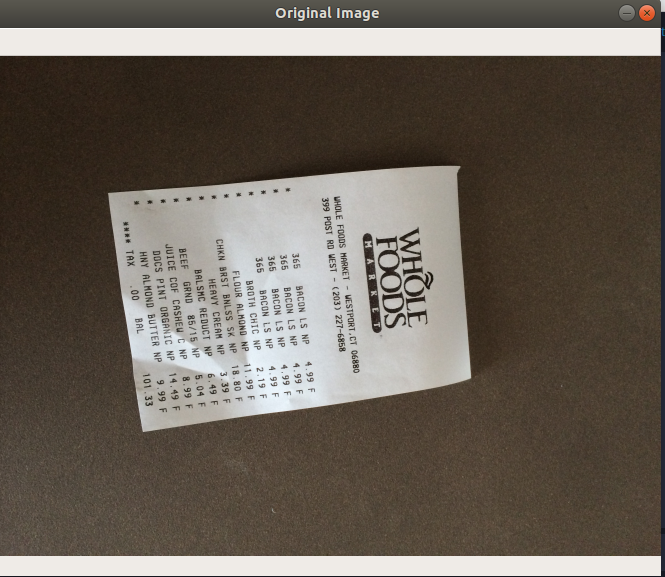 Original Image
WHOLE
FOODS
MARKET
WHOLE FOODS MARKET - WESTPORT,CT 06880
399 POST RD WEST - (203) 227-6858
* 365 BACON LS NP 4.99 F
* 365 BACON LS NP 4.99 F
* 365 BACON LS NP 4.99 F
* 365 BACON LS NP 4.99 F
* BROTH CHIC NP 2.19 F
* FLOUR ALMOND NP 11.99 F
* CHKN BRST BNLSS SK NP 18.80 F
* HEAVY CREAM NP 3.39 F
* BALSMC REDUCT NP 6.49 F
* BEEF GRND 85/15 NP 5.04 F
* JUICE COF CASHEW C NP 8.99 F
* DOCS PINT ORGANIC NP 14.49 F
* HNY ALMOND BUTTER NP 9.99 F
**** TAX .00 BAL 101.33